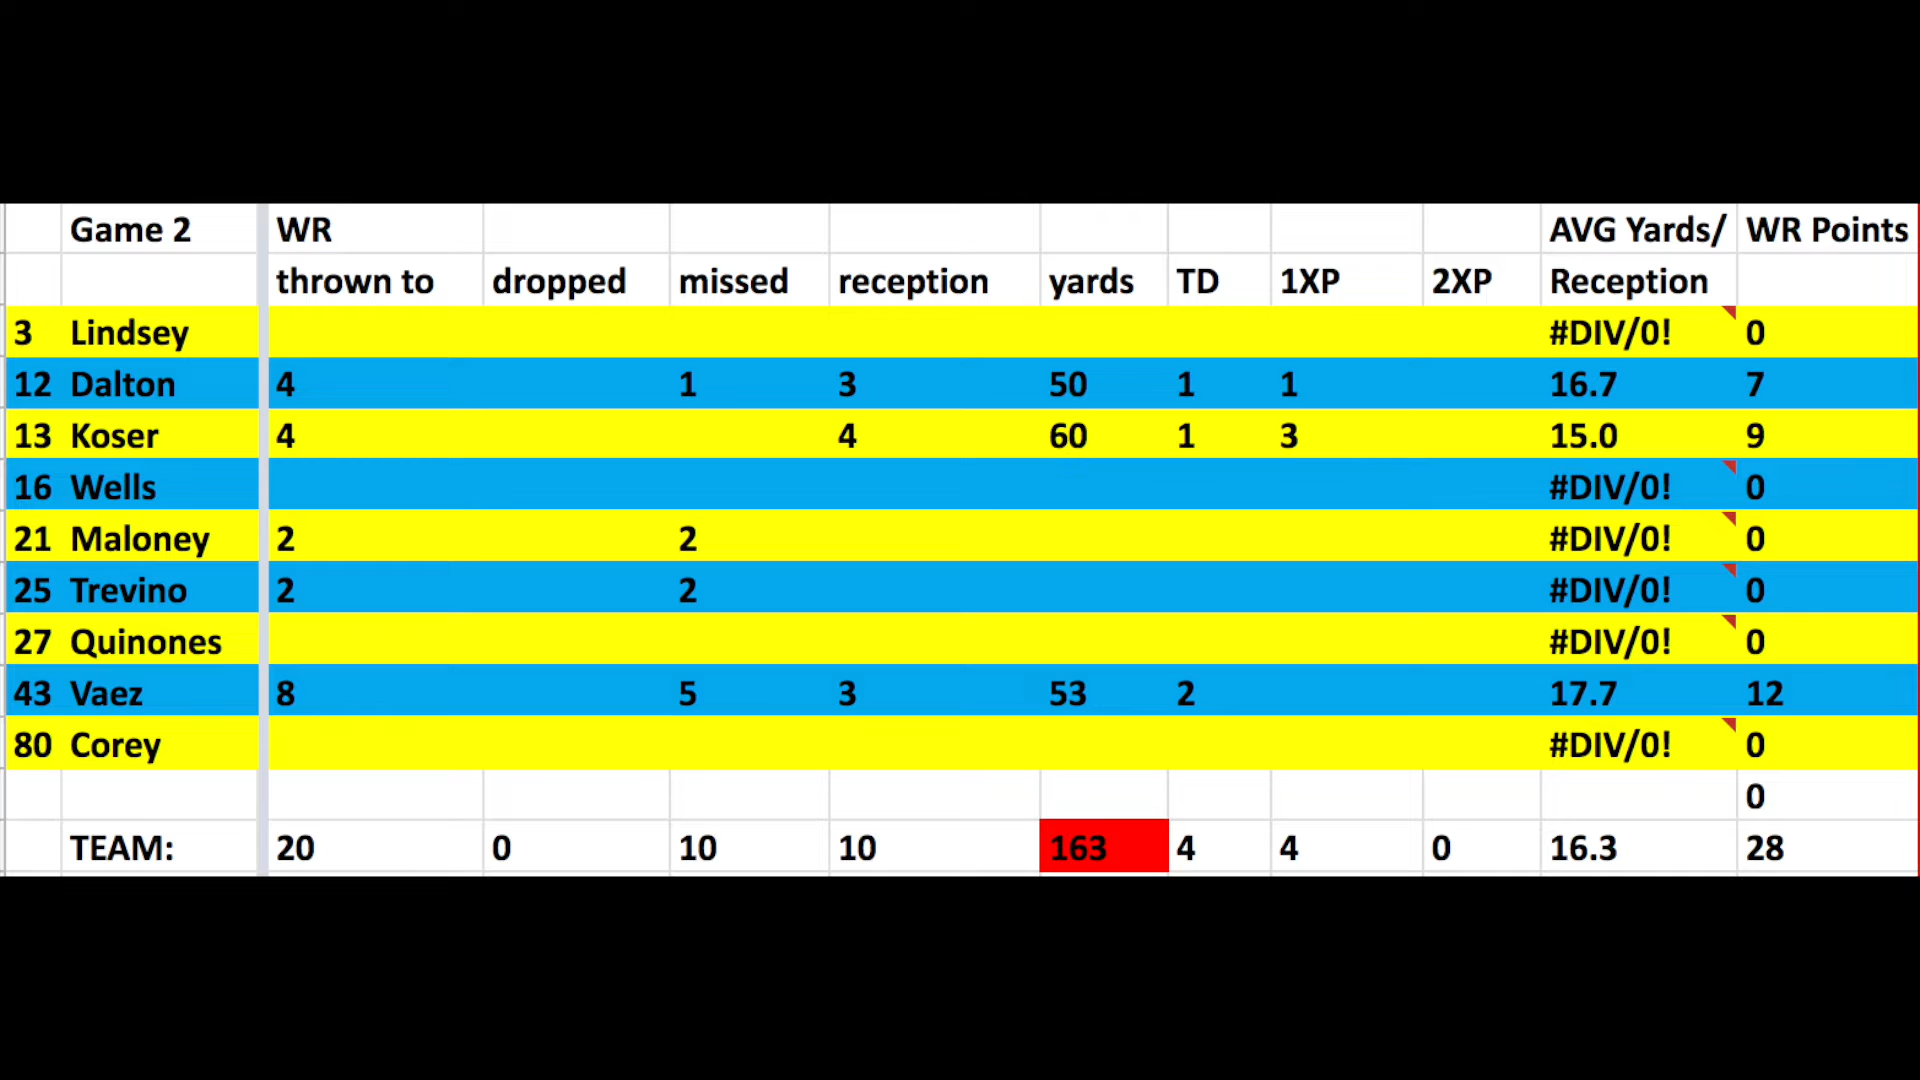 Game 2 WR AVG Yards/ WR Points
thrown to dropped missed reception yards TD 1XP 2XP Reception
3 Lindsey #DIV/0! 0
12 Dalton 4 1 3 50 1 1 16.7 7
13 Koser 4 4 60 1 3 15.0 9
16 Wells #DIV/0! 0
21 Maloney 2 2 #DIV/0! 0
25 Trevino 2 2 #DIV/0! 0
27 Quinones #DIV/0! 0
43 Vaez 8 5 3 53 2 17.7 12
80 Corey #DIV/0! 0
0
TEAM: 20 0 10 10 163 4 4 0 16.3 28